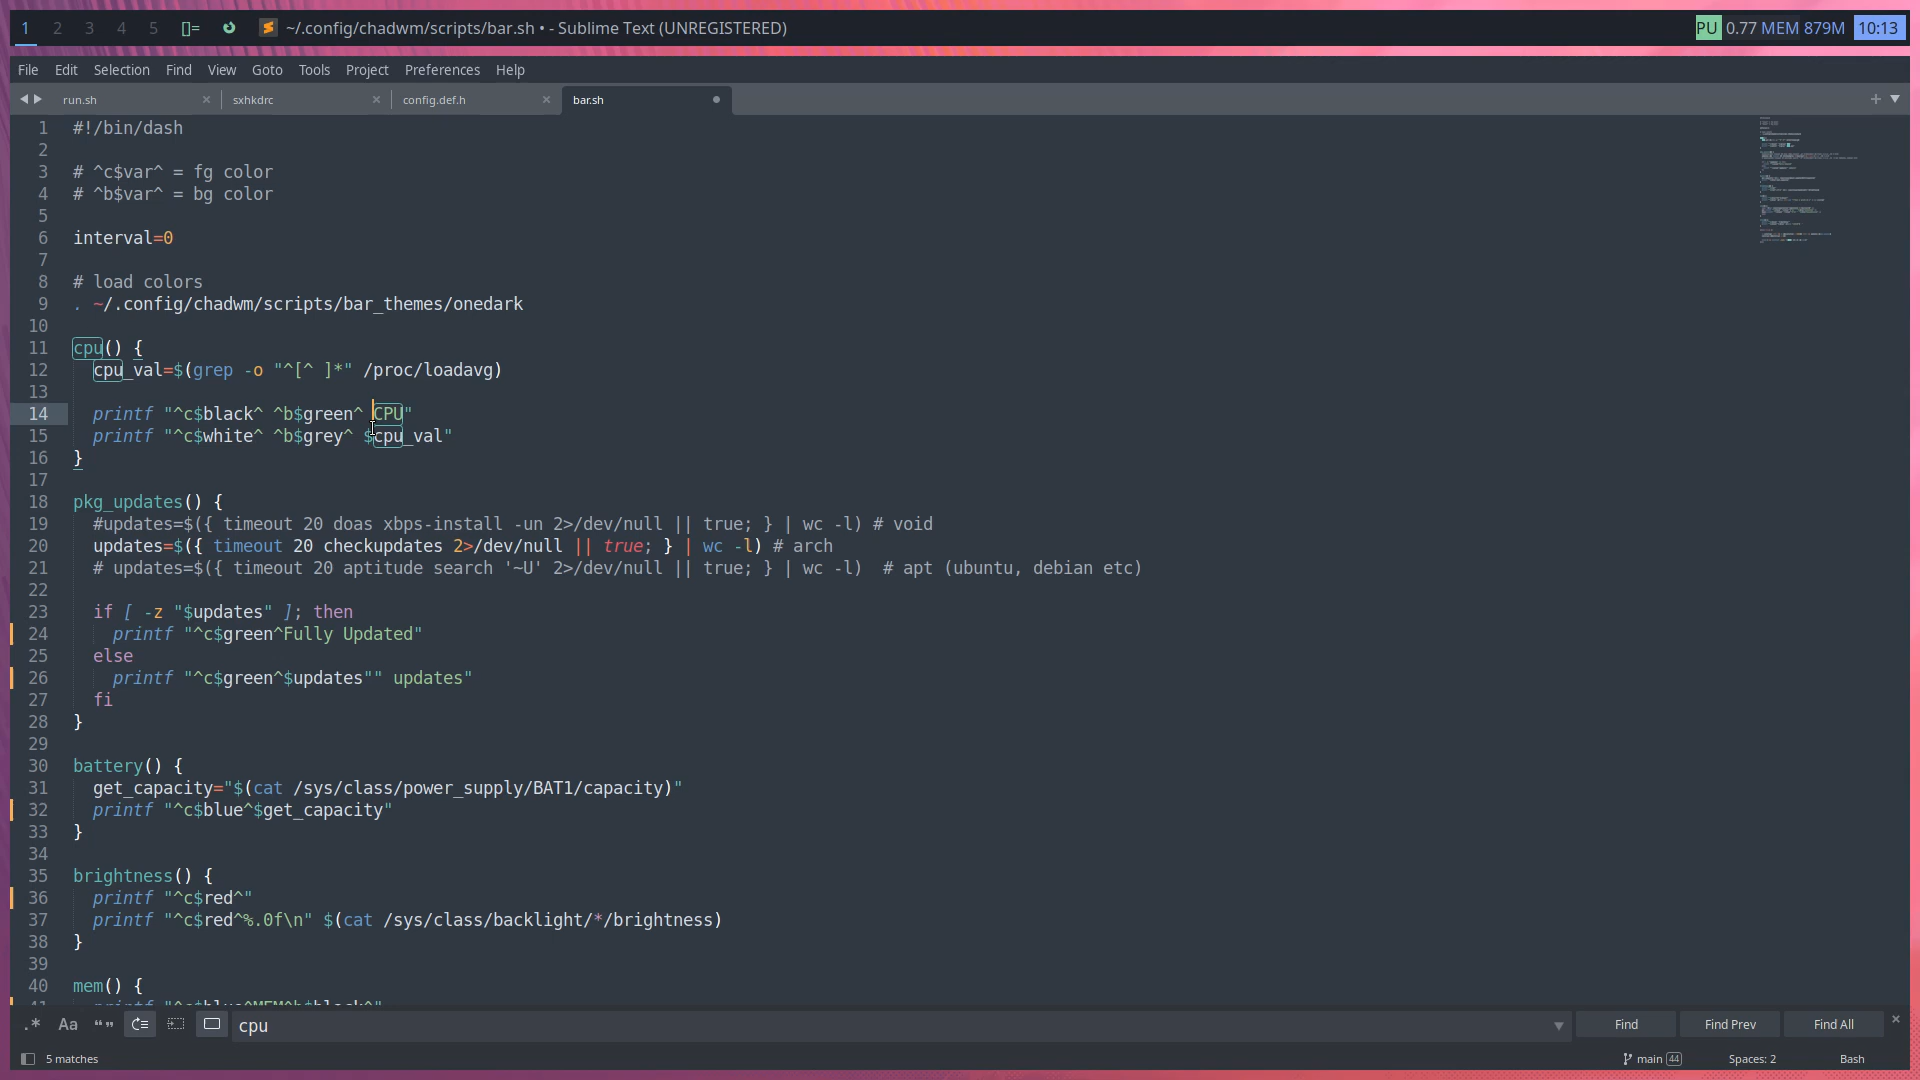 1 2 3 4 5 []= ~/.config/chadwm/scripts/bar.sh • - Sublime Text (UNREGISTERED) PU 0.77 MEM 879M 10:13
File Edit Selection Find View Goto Tools Project Preferences Help
run.sh × sxhkdrc × config.def.h × bar.sh
1 #!/bin/dash
2
3 # ^c$var^ = fg color
4 # ^b$var^ = bg color
5
6 interval=0
7
8 # load colors
9 . ~/.config/chadwm/scripts/bar_themes/onedark
10
11 cpu() {
12 cpu_val=$(grep -o "^[^ ]*" /proc/loadavg)
13
14 printf "^c$black^ ^b$green^ CPU"
15 printf "^c$white^ ^b$grey^ $cpu_val"
16 }
17
18 pkg_updates() {
19 #updates=$({ timeout 20 doas xbps-install -un 2>/dev/null || true; } | wc -l) # void
20 updates=$({ timeout 20 checkupdates 2>/dev/null || true; } | wc -l) # arch
21 # updates=$({ timeout 20 aptitude search '~U' 2>/dev/null || true; } | wc -l)  # apt (ubuntu, debian etc)
22
23 if [ -z "$updates" ]; then
24 printf "^c$green^Fully Updated"
25 else
26 printf "^c$green^$updates"" updates"
27 fi
28 }
29
30 battery() {
31 get_capacity="$(cat /sys/class/power_supply/BAT1/capacity)"
32 printf "^c$blue^$get_capacity"
33 }
34
35 brightness() {
36 printf "^c$red^"
37 printf "^c$red^%.0f\n" $(cat /sys/class/backlight/*/brightness)
38 }
39
40 mem() {
41 printf "^c$blue^MEM^b$black^"
.* Aa “” cpu Find Find Prev Find All ×
5 matches main 44 Spaces: 2 Bash